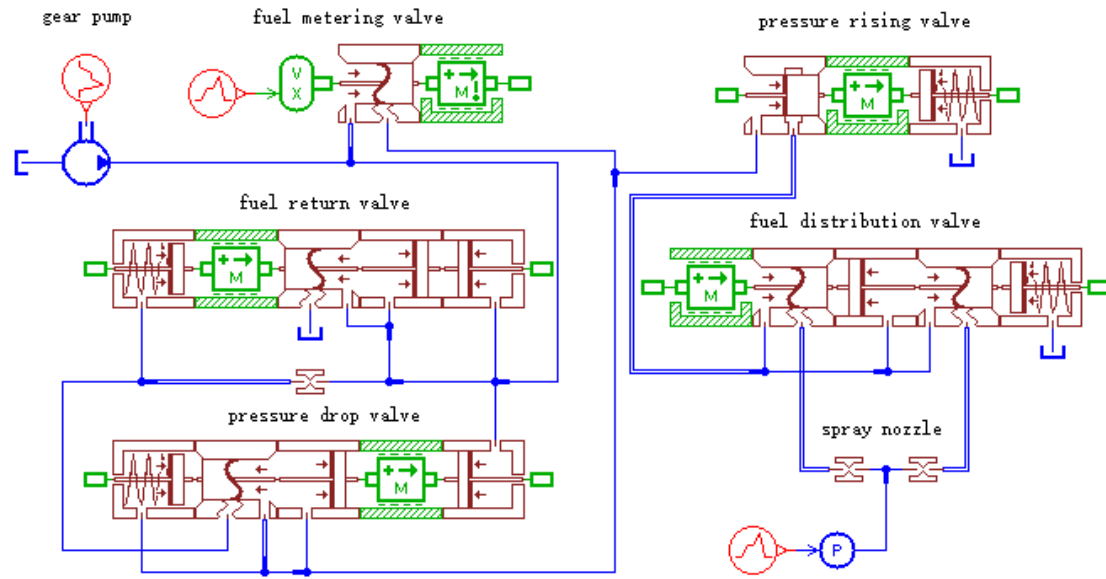 gear pump
fuel metering valve
pressure rising valve
V
X
M
M
fuel return valve
fuel distribution valve
M
M
pressure drop valve
spray nozzle
M
P